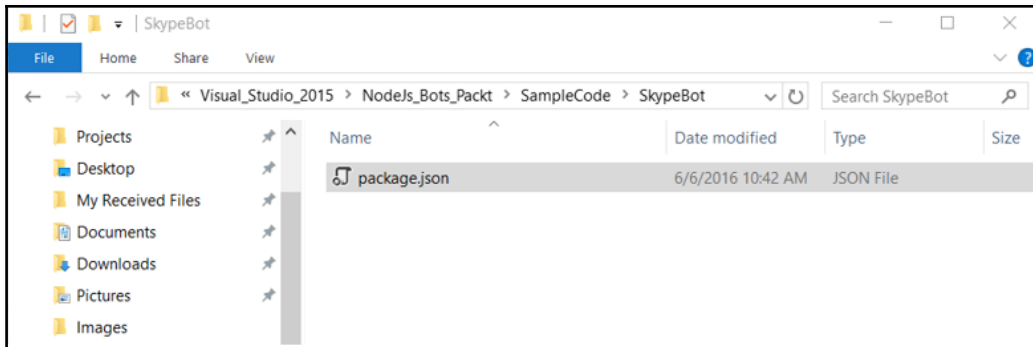 SkypeBot
File Home Share View
« Visual_Studio_2015 > NodeJs_Bots_Packt > SampleCode > SkypeBot Search SkypeBot
Projects
Desktop
My Received Files
Documents
Downloads
Pictures
Images
Name Date modified Type Size
package.json 6/6/2016 10:42 AM JSON File